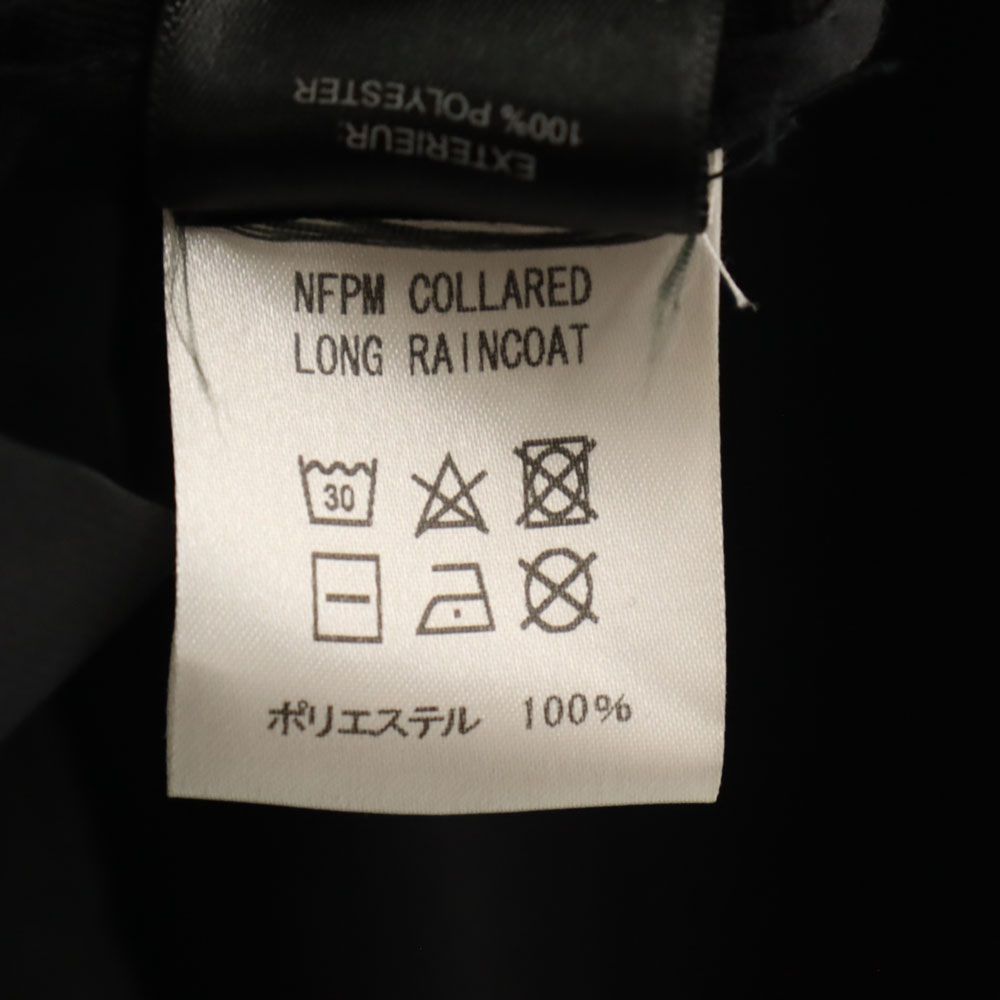 EXTERIEUR:
100% POLYESTER
NFPM COLLARED
LONG RAINCOAT
30
ポリエステル 100%